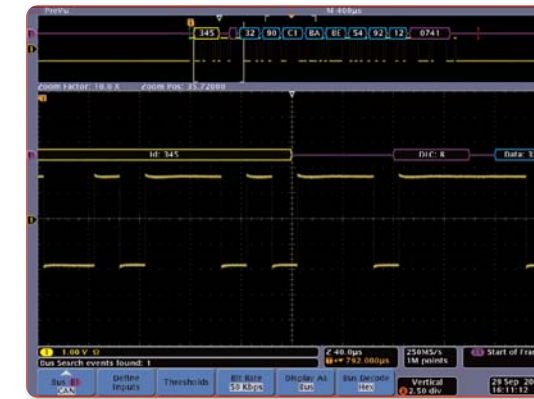 PreVu M 400µs
345 32 90 C1 BA BE 54 92 12 0741
Zoom Factor: 10.0 X Zoom Pos: 35.72000
Id: 345 DLC: 8 Data: 3
D
1 1.00 V Ω Z 40.0µs 250MS/s B1 Start of Fra
792.000µs 1M points
Bus Search events found: 1
Bus B1 CAN
Define Inputs
Thresholds
Bit Rate 50 Kbps
Display As Bus
Bus Decode Hex
Vertical 2.50 div
29 Sep 20
16:11:12